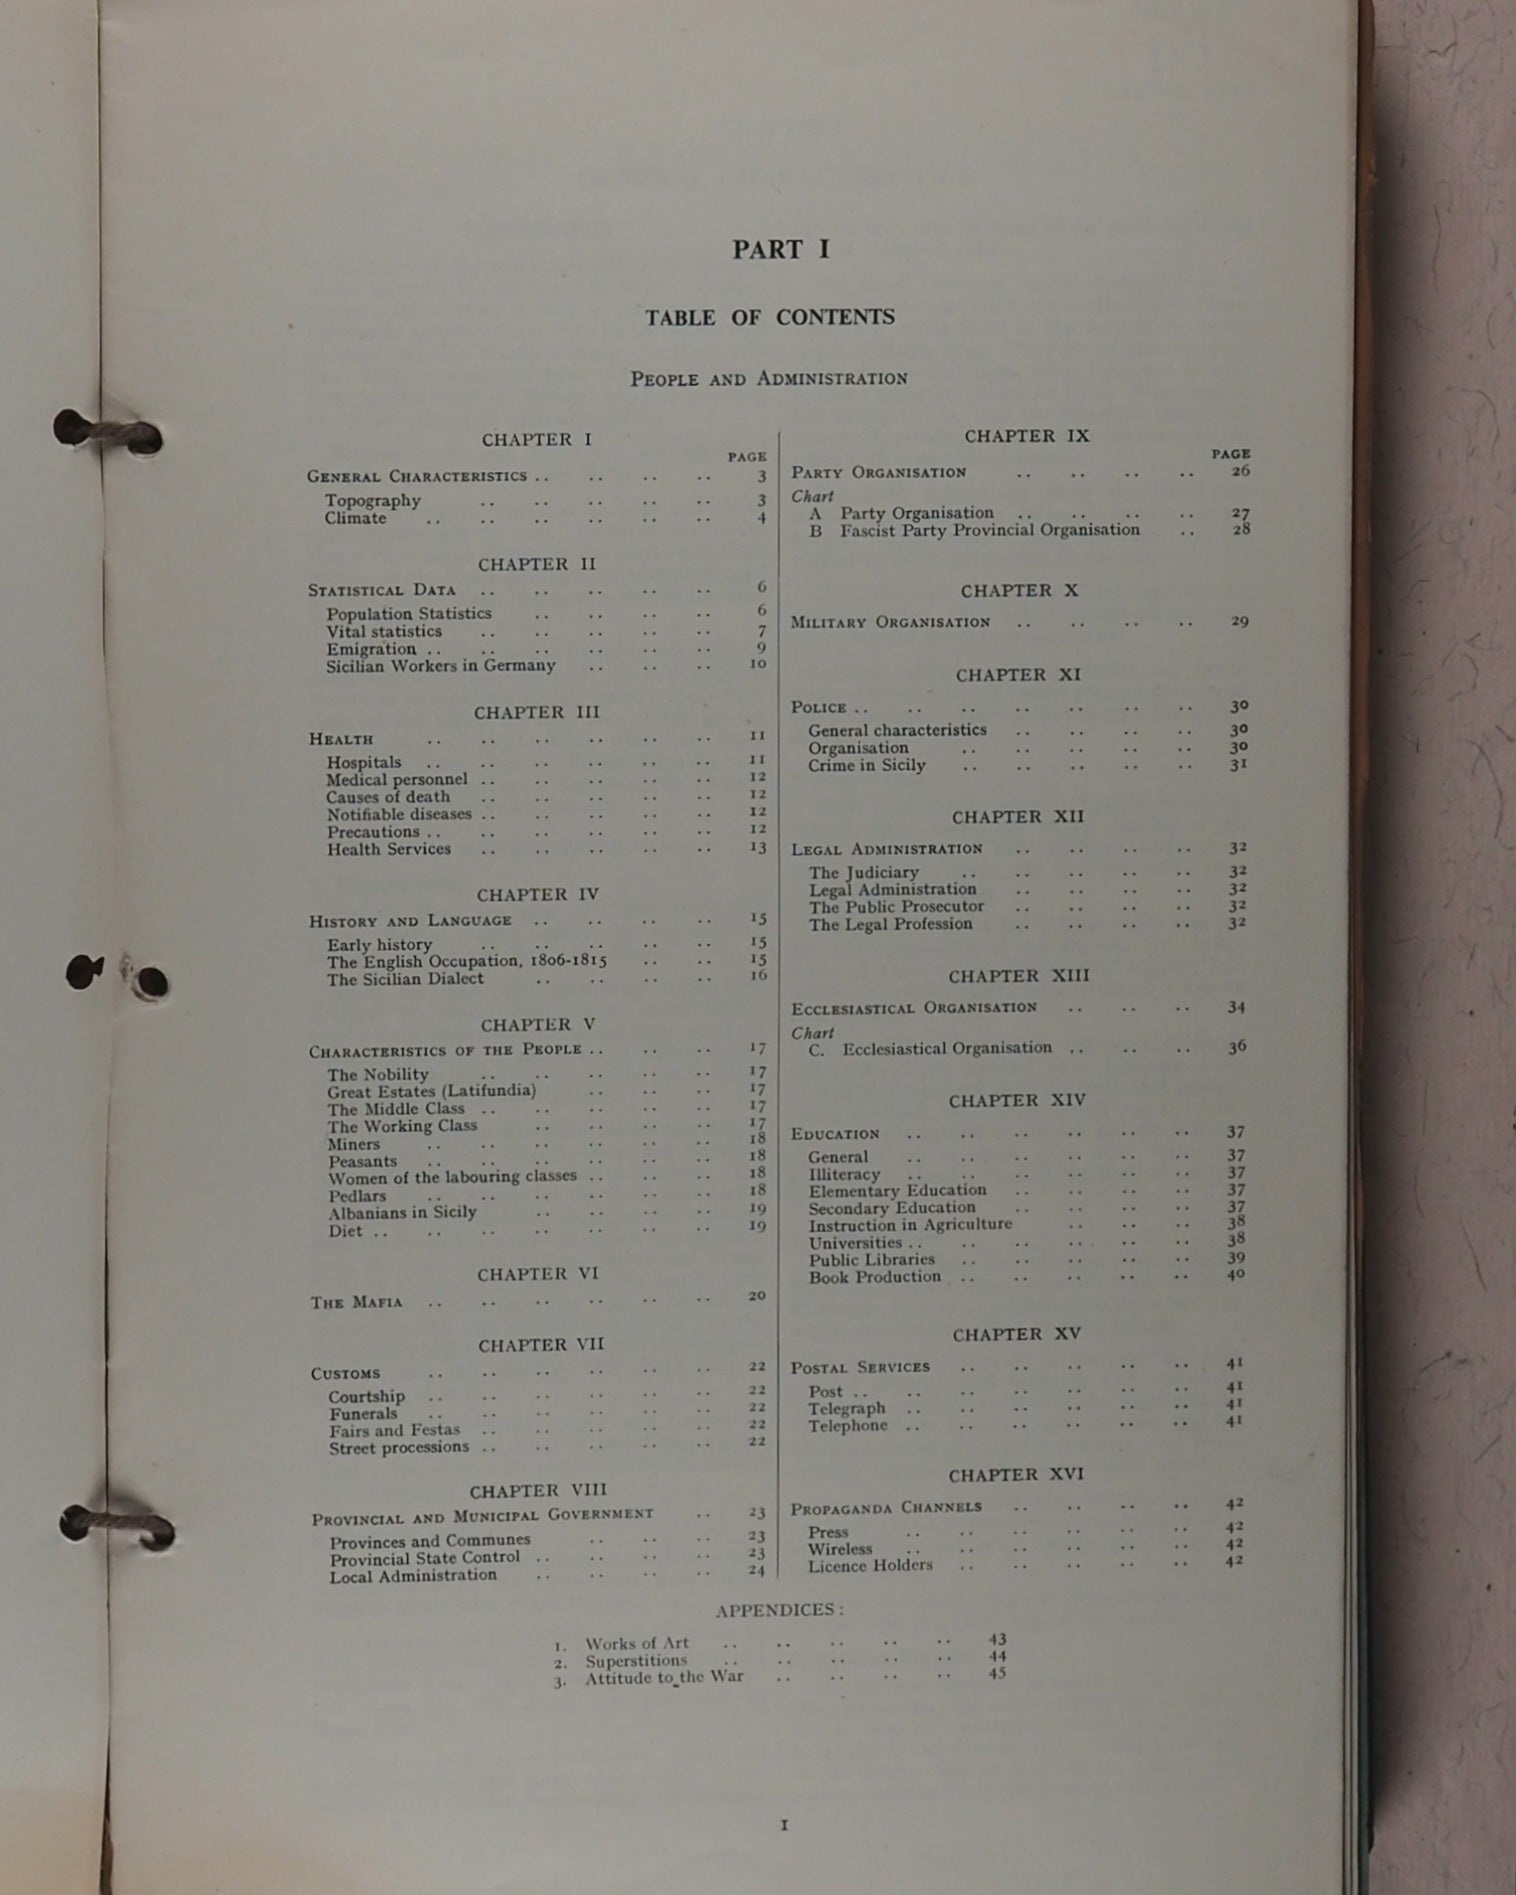 PART I
TABLE OF CONTENTS
PEOPLE AND ADMINISTRATION
CHAPTER I
PAGE
GENERAL CHARACTERISTICS .. .. .. .. 3
Topography .. .. .. .. .. 3
Climate .. .. .. .. .. .. 4
CHAPTER II
STATISTICAL DATA .. .. .. .. .. 6
Population Statistics .. .. .. .. 6
Vital statistics .. .. .. .. .. 7
Emigration .. .. .. .. .. .. 9
Sicilian Workers in Germany .. .. .. 10
CHAPTER III
HEALTH .. .. .. .. .. .. 11
Hospitals .. .. .. .. .. .. 11
Medical personnel .. .. .. .. .. 12
Causes of death .. .. .. .. .. 12
Notifiable diseases .. .. .. .. .. 12
Precautions .. .. .. .. .. .. 12
Health Services .. .. .. .. .. 13
CHAPTER IV
HISTORY AND LANGUAGE .. .. .. .. 15
Early history .. .. .. .. .. 15
The English Occupation, 1806-1815 .. .. 15
The Sicilian Dialect .. .. .. .. 16
CHAPTER V
CHARACTERISTICS OF THE PEOPLE .. .. .. 17
The Nobility .. .. .. .. .. 17
Great Estates (Latifundia) .. .. .. 17
The Middle Class .. .. .. .. .. 17
The Working Class .. .. .. .. 17
Miners .. .. .. .. .. .. 18
Peasants .. .. .. .. .. .. 18
Women of the labouring classes .. .. .. 18
Pedlars .. .. .. .. .. .. 18
Albanians in Sicily .. .. .. .. 19
Diet .. .. .. .. .. .. .. 19
CHAPTER VI
THE MAFIA .. .. .. .. .. .. 20
CHAPTER VII
CUSTOMS .. .. .. .. .. .. 22
Courtship .. .. .. .. .. .. 22
Funerals .. .. .. .. .. .. 22
Fairs and Festas .. .. .. .. .. 22
Street processions .. .. .. .. .. 22
CHAPTER VIII
PROVINCIAL AND MUNICIPAL GOVERNMENT .. 23
Provinces and Communes .. .. .. 23
Provincial State Control .. .. .. .. 23
Local Administration .. .. .. .. 24
CHAPTER IX
PAGE
PARTY ORGANISATION .. .. .. .. 26
Chart
A Party Organisation .. .. .. .. 27
B Fascist Party Provincial Organisation .. 28
CHAPTER X
MILITARY ORGANISATION .. .. .. .. 29
CHAPTER XI
POLICE .. .. .. .. .. .. .. 30
General characteristics .. .. .. .. 30
Organisation .. .. .. .. .. 30
Crime in Sicily .. .. .. .. .. 31
CHAPTER XII
LEGAL ADMINISTRATION .. .. .. .. 32
The Judiciary .. .. .. .. .. 32
Legal Administration .. .. .. .. 32
The Public Prosecutor .. .. .. .. 32
The Legal Profession .. .. .. .. 32
CHAPTER XIII
ECCLESIASTICAL ORGANISATION .. .. .. 34
Chart
C. Ecclesiastical Organisation .. .. .. 36
CHAPTER XIV
EDUCATION .. .. .. .. .. .. 37
General .. .. .. .. .. .. 37
Illiteracy .. .. .. .. .. .. 37
Elementary Education .. .. .. .. 37
Secondary Education .. .. .. .. 37
Instruction in Agriculture .. .. .. 38
Universities .. .. .. .. .. .. 38
Public Libraries .. .. .. .. .. 39
Book Production .. .. .. .. .. 40
CHAPTER XV
POSTAL SERVICES .. .. .. .. .. 41
Post .. .. .. .. .. .. .. 41
Telegraph .. .. .. .. .. .. 41
Telephone .. .. .. .. .. .. 41
CHAPTER XVI
PROPAGANDA CHANNELS .. .. .. .. 42
Press .. .. .. .. .. .. 42
Wireless .. .. .. .. .. .. 42
Licence Holders .. .. .. .. .. 42
APPENDICES:
1. Works of Art .. .. .. .. .. 43
2. Superstitions .. .. .. .. .. 44
3. Attitude to the War .. .. .. .. 45
1